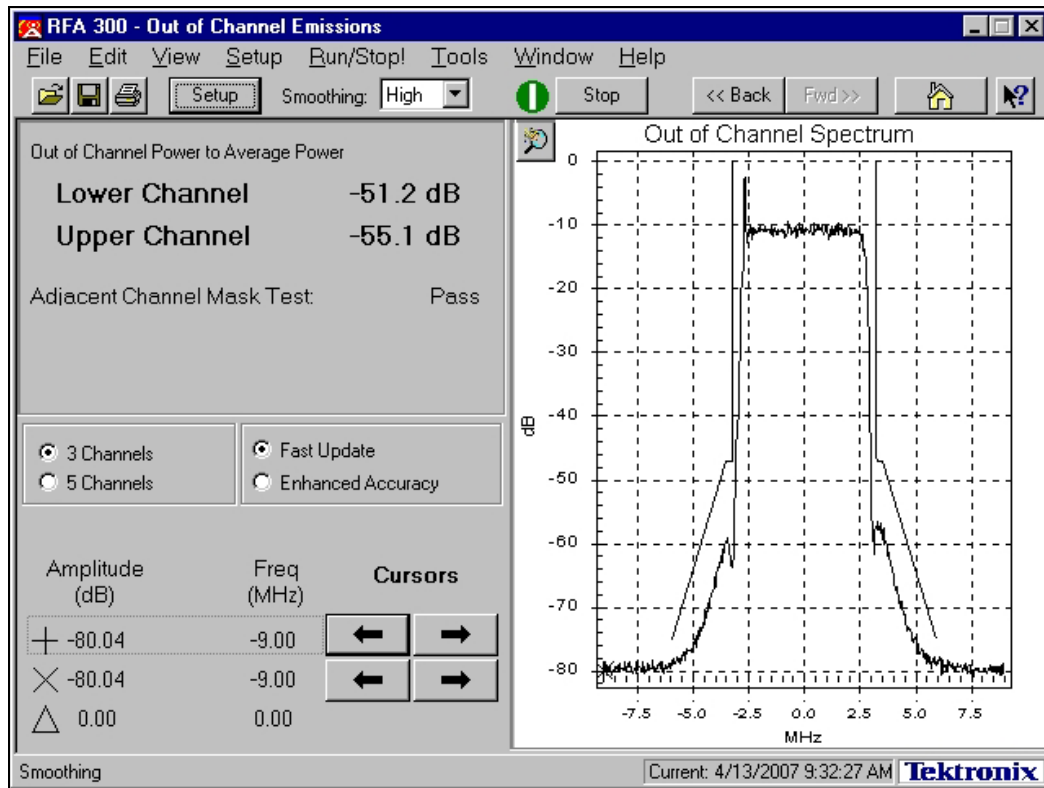 RFA 300 - Out of Channel Emissions
File Edit View Setup Run/Stop! Tools Window Help
Setup Smoothing: High Stop << Back Fwd >>
Out of Channel Power to Average Power
Lower Channel -51.2 dB
Upper Channel -55.1 dB
Adjacent Channel Mask Test: Pass
3 Channels
5 Channels
Fast Update
Enhanced Accuracy
Amplitude (dB) Freq (MHz) Cursors
-80.04 -9.00
-80.04 -9.00
0.00 0.00
Out of Channel Spectrum
0
-10
-20
-30
-40
dB
-50
-60
-70
-80
-7.5 -5.0 -2.5 0.0 2.5 5.0 7.5
MHz
Smoothing Current: 4/13/2007 9:32:27 AM Tektronix